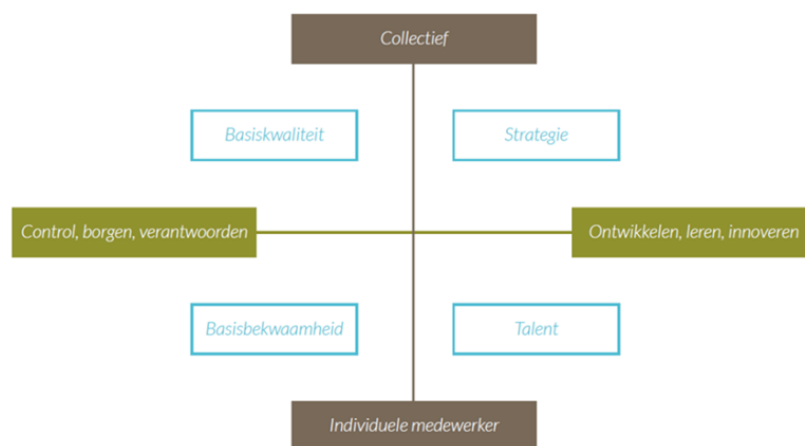 Collectief
Basiskwaliteit
Strategie
Control, borgen, verantwoorden
Ontwikkelen, leren, innoveren
Basisbekwaamheid
Talent
Individuele medewerker